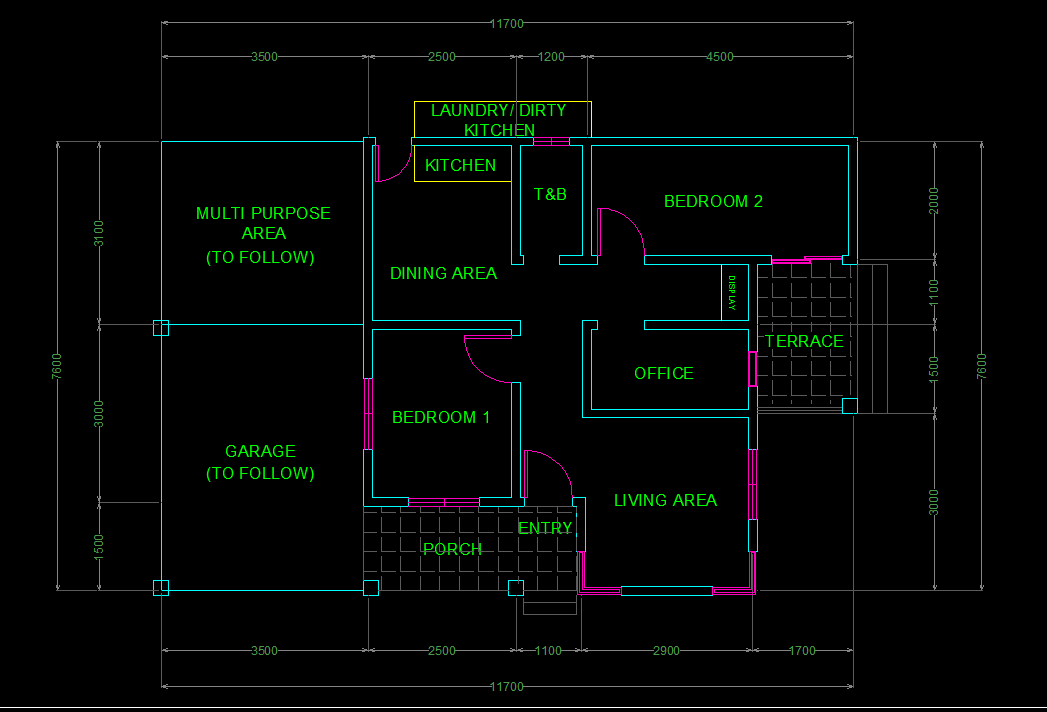 11700
3500
2500
1200
4500
LAUNDRY/ DIRTY
KITCHEN
KITCHEN
T&B
BEDROOM 2
MULTI PURPOSE
AREA
(TO FOLLOW)
DINING AREA
DISPLAY
TERRACE
OFFICE
BEDROOM 1
GARAGE
(TO FOLLOW)
LIVING AREA
ENTRY
PORCH
7600
3100
3000
1500
2000
1100
1500
3000
7600
3500
2500
1100
2900
1700
11700